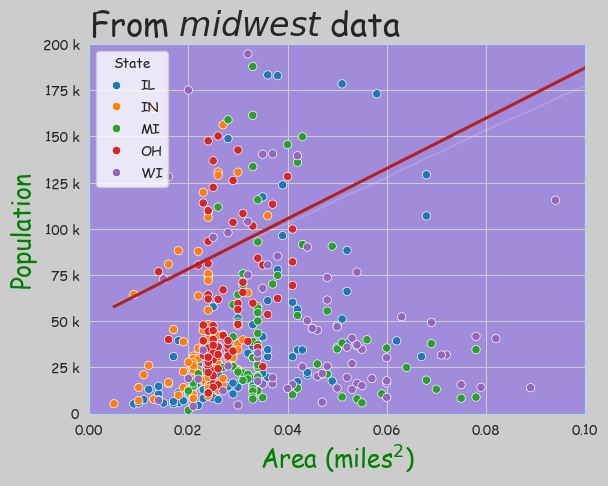 From midwest data
200 k
175 k
150 k
125 k
100 k
75 k
50 k
25 k
0
Population
State
IL
IN
MI
OH
WI
0.00 0.02 0.04 0.06 0.08 0.10
Area (miles²)